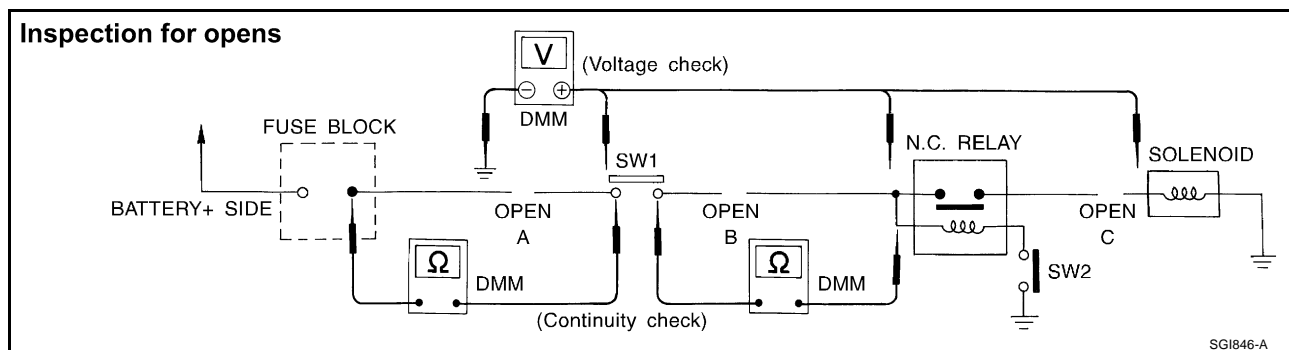 Inspection for opens
V
(Voltage check)
− +
DMM
FUSE BLOCK
SW1
N.C. RELAY
SOLENOID
BATTERY+ SIDE
OPEN
A
OPEN
B
OPEN
C
Ω
DMM
Ω
DMM
SW2
(Continuity check)
SGI846-A